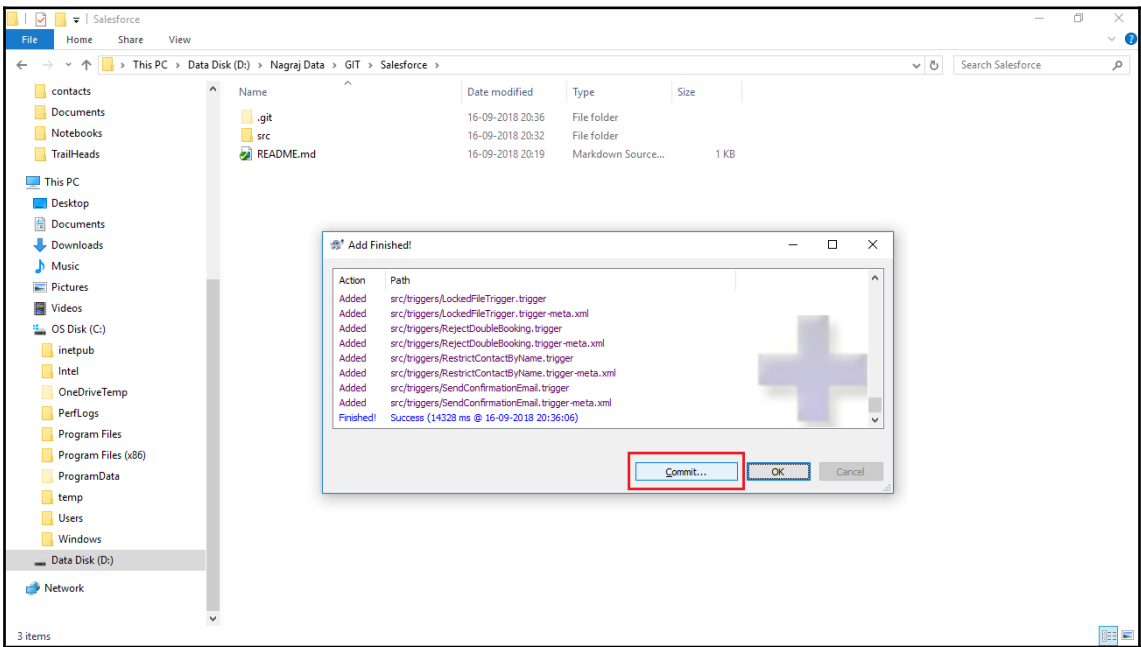 Salesforce
File Home Share View
This PC > Data Disk (D:) > Nagraj Data > GIT > Salesforce >
Search Salesforce
contacts
Documents
Notebooks
TrailHeads
This PC
Desktop
Documents
Downloads
Music
Pictures
Videos
OS Disk (C:)
inetpub
Intel
OneDriveTemp
PerfLogs
Program Files
Program Files (x86)
ProgramData
temp
Users
Windows
Data Disk (D:)
Network
Name Date modified Type Size
.git 16-09-2018 20:36 File folder
src 16-09-2018 20:32 File folder
README.md 16-09-2018 20:19 Markdown Source... 1 KB
Add Finished!
Action Path
Added src/triggers/LockedFileTrigger.trigger
Added src/triggers/LockedFileTrigger.trigger-meta.xml
Added src/triggers/RejectDoubleBooking.trigger
Added src/triggers/RejectDoubleBooking.trigger-meta.xml
Added src/triggers/RestrictContactByName.trigger
Added src/triggers/RestrictContactByName.trigger-meta.xml
Added src/triggers/SendConfirmationEmail.trigger
Added src/triggers/SendConfirmationEmail.trigger-meta.xml
Finished! Success (14328 ms @ 16-09-2018 20:36:06)
Commit... OK Cancel
3 items